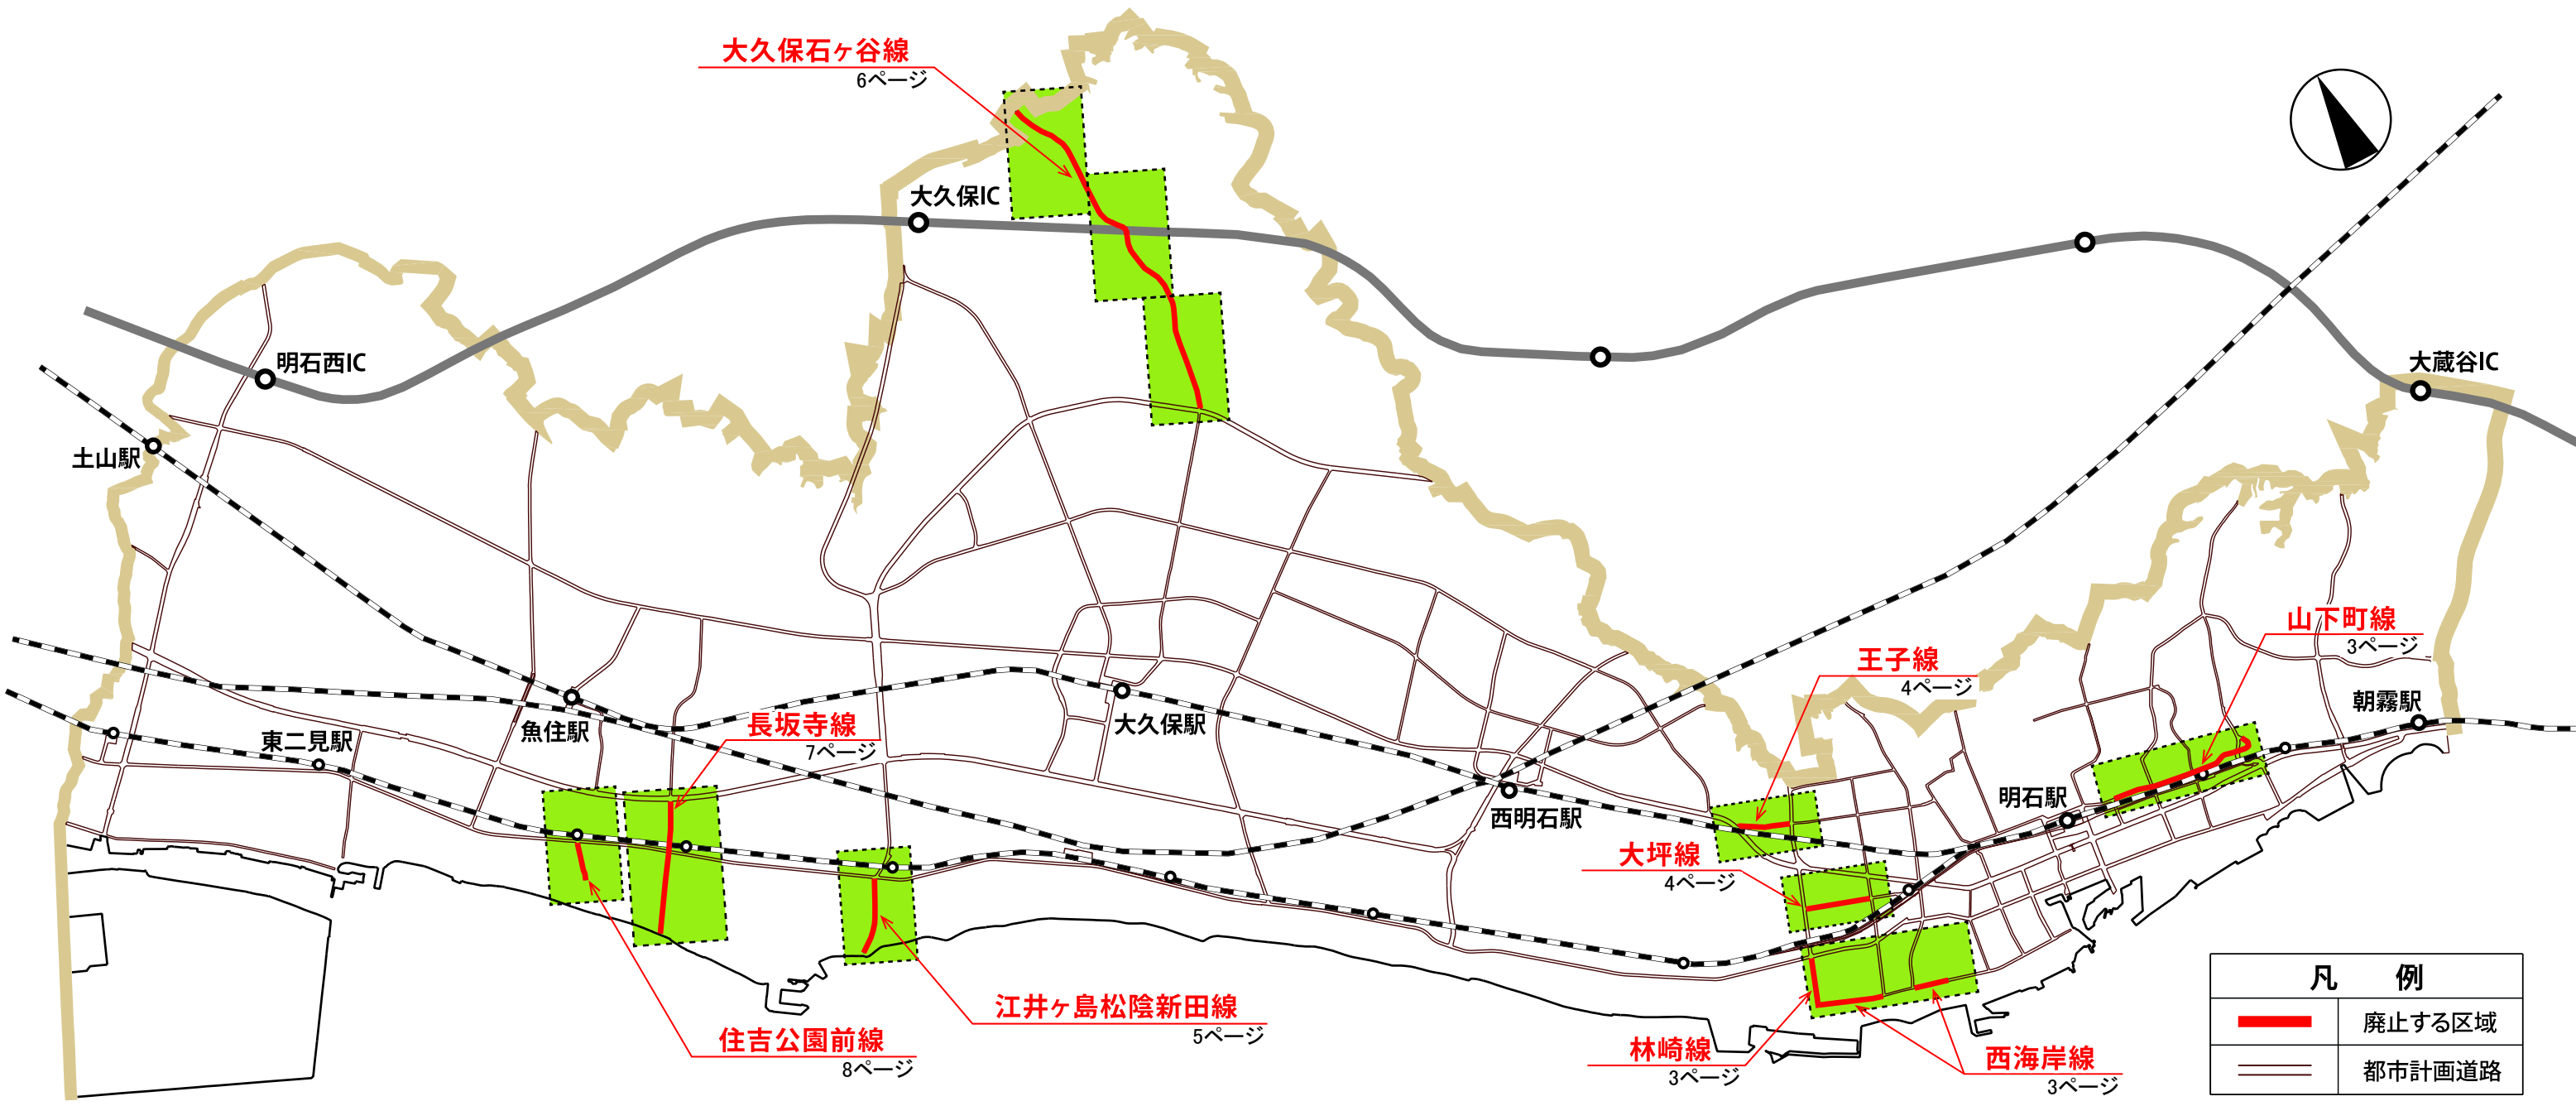 大久保石ヶ谷線
6ページ
大久保IC
明石西IC
大蔵谷IC
土山駅
山下町線
3ページ
王子線
4ページ
朝霧駅
長坂寺線
7ページ
大久保駅
魚住駅
東二見駅
明石駅
西明石駅
大坪線
4ページ
江井ヶ島松陰新田線
5ページ
住吉公園前線
8ページ
林崎線
3ページ
西海岸線
3ページ
凡 例
廃止する区域
都市計画道路